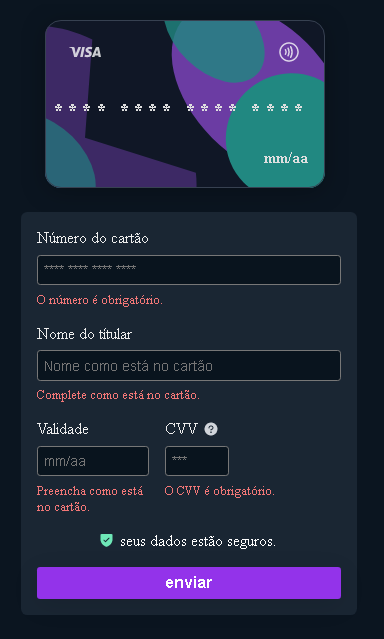 VISA
**** **** **** ****
mm/aa
Número do cartão
**** **** **** ****
O número é obrigatório.
Nome do títular
Nome como está no cartão
Complete como está no cartão.
Validade CVV ?
mm/aa ***
Preencha como está O CVV é obrigatório.
no cartão.
seus dados estão seguros.
enviar